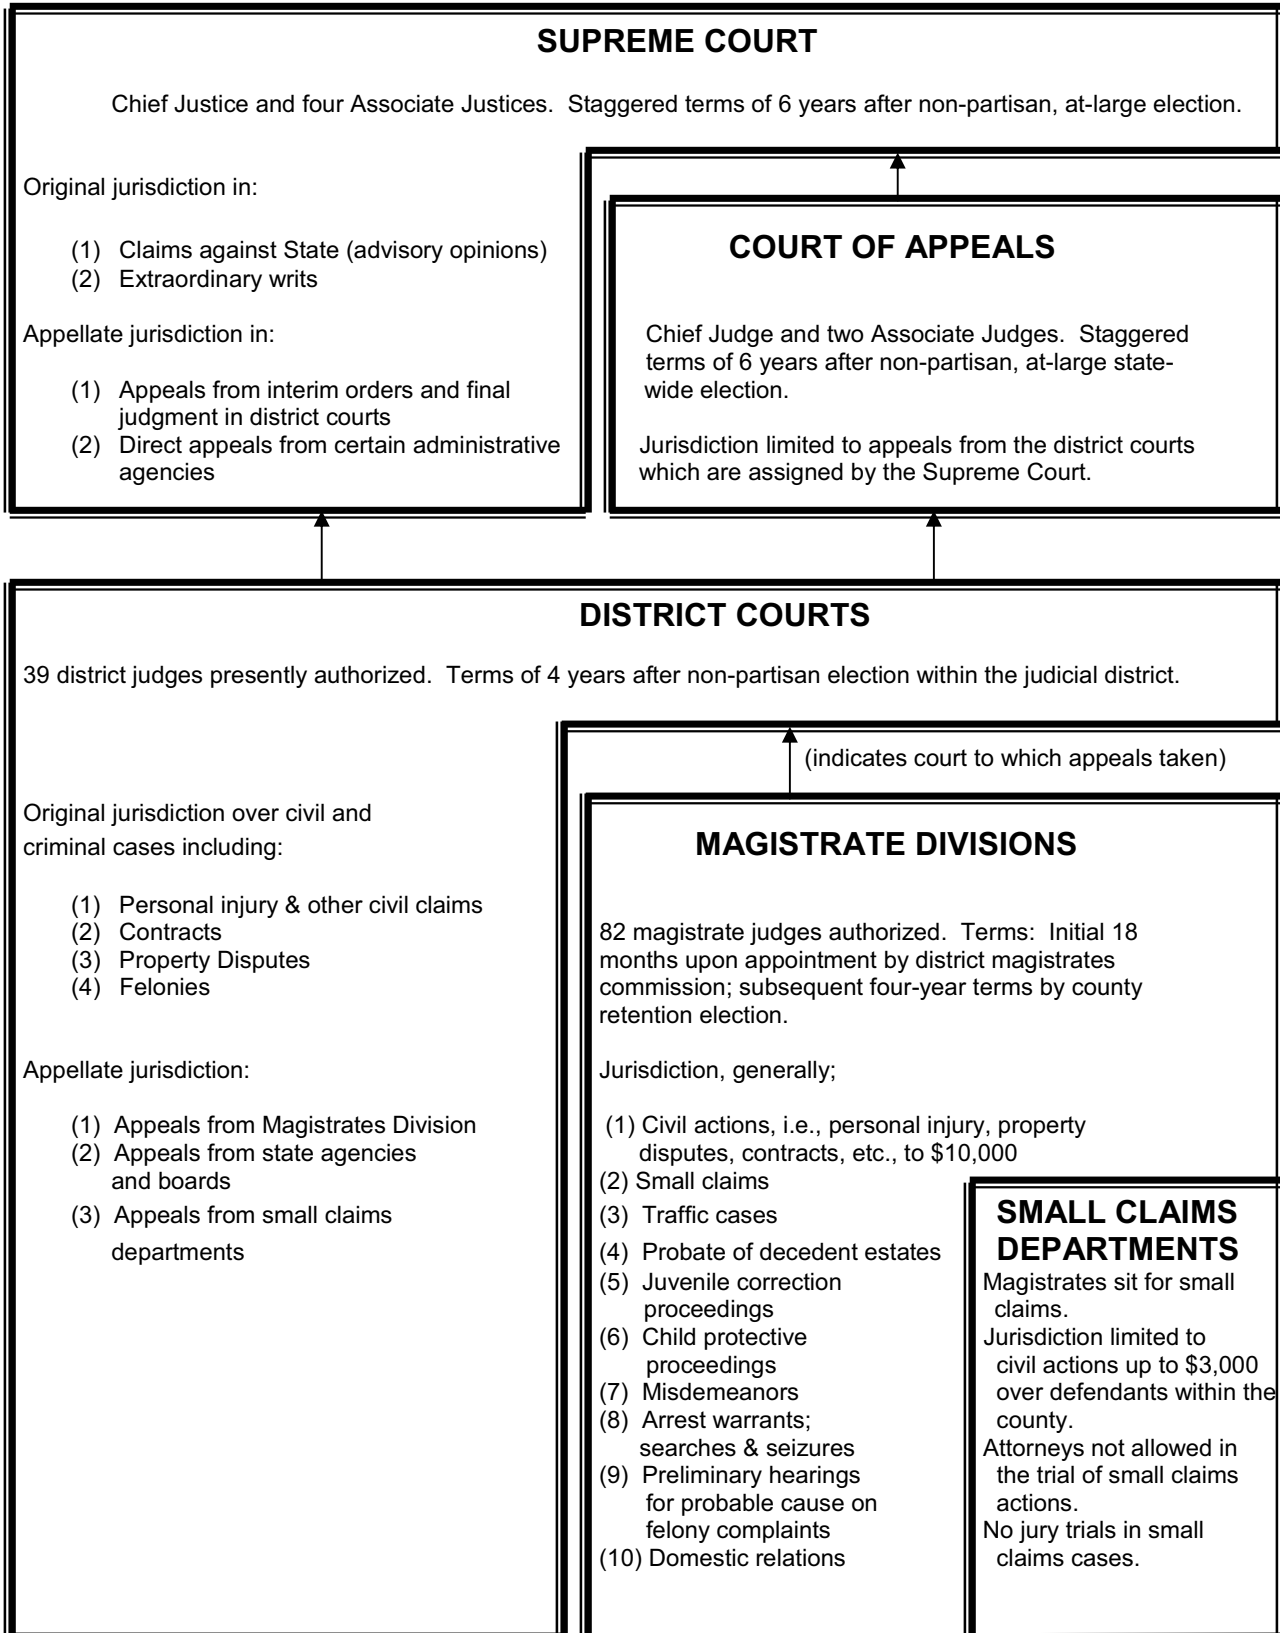 SUPREME COURT
Chief Justice and four Associate Justices. Staggered terms of 6 years after non-partisan, at-large election.
Original jurisdiction in:
(1) Claims against State (advisory opinions)
(2) Extraordinary writs
Appellate jurisdiction in:
(1) Appeals from interim orders and final
judgment in district courts
(2) Direct appeals from certain administrative
agencies
COURT OF APPEALS
Chief Judge and two Associate Judges. Staggered
terms of 6 years after non-partisan, at-large state-
wide election.
Jurisdiction limited to appeals from the district courts
which are assigned by the Supreme Court.
DISTRICT COURTS
39 district judges presently authorized. Terms of 4 years after non-partisan election within the judicial district.
(indicates court to which appeals taken)
Original jurisdiction over civil and
criminal cases including:
(1) Personal injury & other civil claims
(2) Contracts
(3) Property Disputes
(4) Felonies
Appellate jurisdiction:
(1) Appeals from Magistrates Division
(2) Appeals from state agencies
and boards
(3) Appeals from small claims
departments
MAGISTRATE DIVISIONS
82 magistrate judges authorized. Terms: Initial 18
months upon appointment by district magistrates
commission; subsequent four-year terms by county
retention election.
Jurisdiction, generally;
(1) Civil actions, i.e., personal injury, property
disputes, contracts, etc., to $10,000
(2) Small claims
(3) Traffic cases
(4) Probate of decedent estates
(5) Juvenile correction
proceedings
(6) Child protective
proceedings
(7) Misdemeanors
(8) Arrest warrants;
searches & seizures
(9) Preliminary hearings
for probable cause on
felony complaints
(10) Domestic relations
SMALL CLAIMS
DEPARTMENTS
Magistrates sit for small
claims.
Jurisdiction limited to
civil actions up to $3,000
over defendants within the
county.
Attorneys not allowed in
the trial of small claims
actions.
No jury trials in small
claims cases.